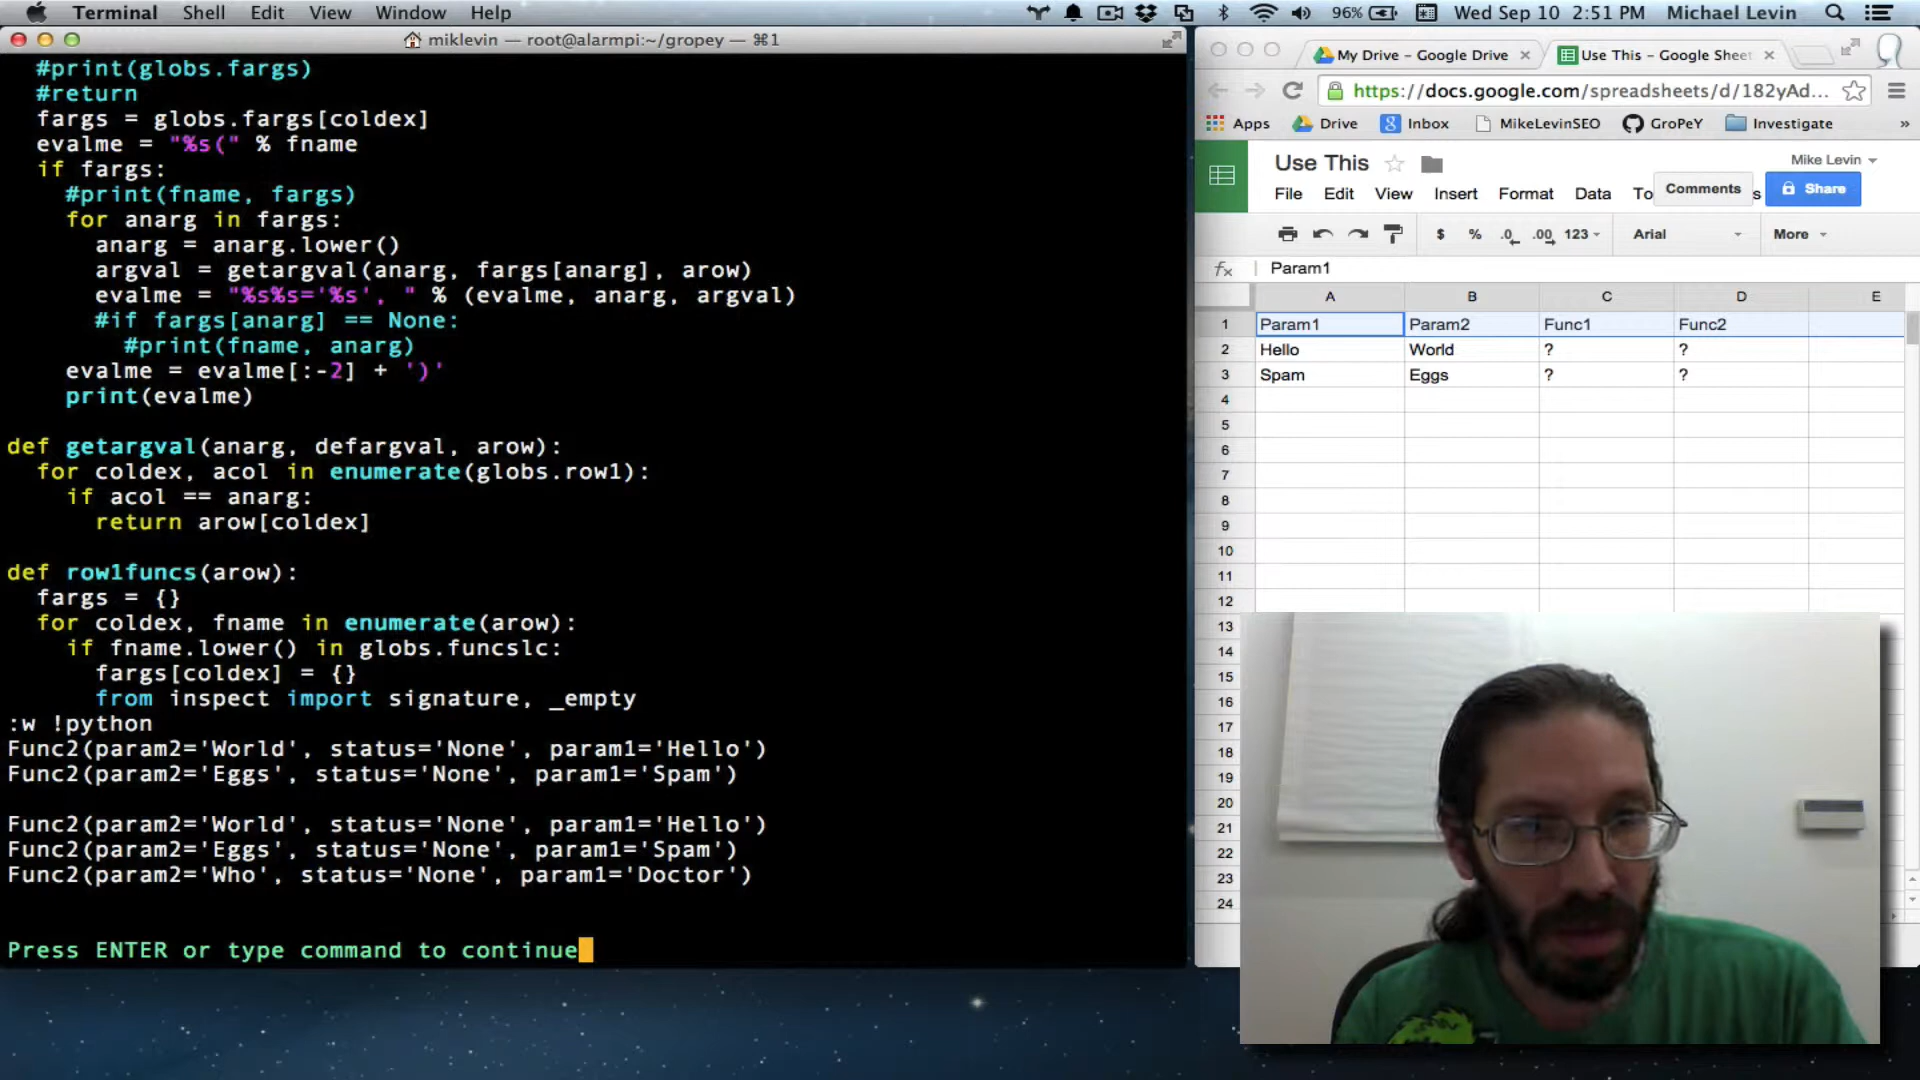 Terminal Shell Edit View Window Help 96% Wed Sep 10 2:51 PM Michael Levin
miklevin — root@alarmpi:~/gropey — ⌘1
#print(globs.fargs)
#return
fargs = globs.fargs[coldex]
evalme = "%s(" % fname
if fargs:
#print(fname, fargs)
for anarg in fargs:
anarg = anarg.lower()
argval = getargval(anarg, fargs[anarg], arow)
evalme = "%s%s='%s', " % (evalme, anarg, argval)
#if fargs[anarg] == None:
#print(fname, anarg)
evalme = evalme[:-2] + ')'
print(evalme)
def getargval(anarg, defargval, arow):
for coldex, acol in enumerate(globs.row1):
if acol == anarg:
return arow[coldex]
def row1funcs(arow):
fargs = {}
for coldex, fname in enumerate(arow):
if fname.lower() in globs.funcslc:
fargs[coldex] = {}
from inspect import signature, _empty
:w !python
Func2(param2='World', status='None', param1='Hello')
Func2(param2='Eggs', status='None', param1='Spam')
Func2(param2='World', status='None', param1='Hello')
Func2(param2='Eggs', status='None', param1='Spam')
Func2(param2='Who', status='None', param1='Doctor')
Press ENTER or type command to continue
My Drive - Google Drive × Use This - Google Sheet ×
https://docs.google.com/spreadsheets/d/182yAd...
Apps Drive Inbox MikeLevinSEO GroPeY Investigate »
Use This Mike Levin
File Edit View Insert Format Data To Comments s Share
$ % .0 .00 123 Arial More
fx Param1
A B C D E
1 Param1 Param2 Func1 Func2
2 Hello World ? ?
3 Spam Eggs ? ?
4
5
6
7
8
9
10
11
12
13
14
15
16
17
18
19
20
21
22
23
24